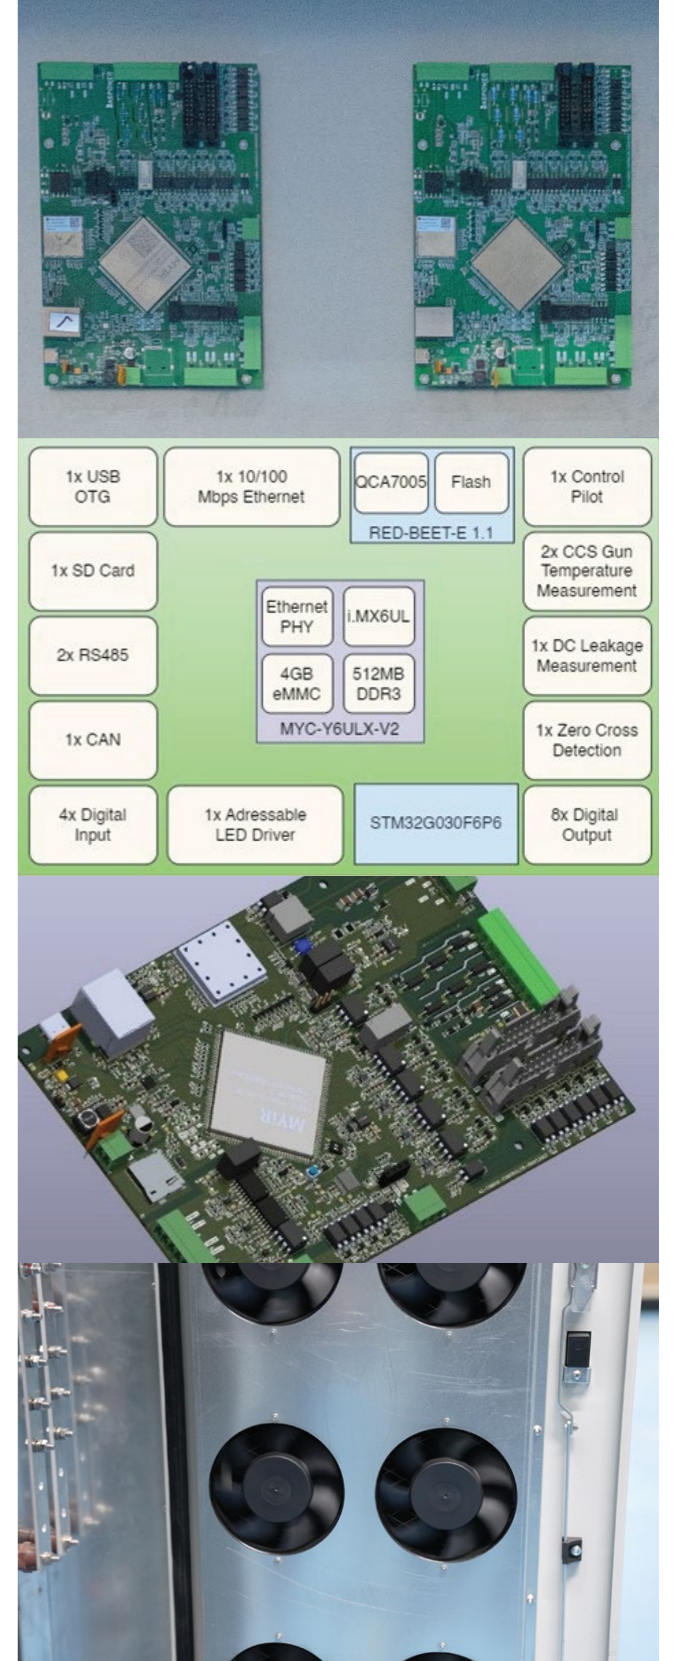 BXPOWER
BXPOWER
MYiR
1x USB
OTG
1x 10/100
Mbps Ethernet
QCA7005
Flash
RED-BEET-E 1.1
1x Control
Pilot
1x SD Card
2x CCS Gun
Temperature
Measurement
Ethernet
PHY
i.MX6UL
2x RS485
4GB
eMMC
512MB
DDR3
MYC-Y6ULX-V2
1x DC Leakage
Measurement
1x CAN
1x Zero Cross
Detection
4x Digital
Input
1x Adressable
LED Driver
STM32G030F6P6
8x Digital
Output
MYiR